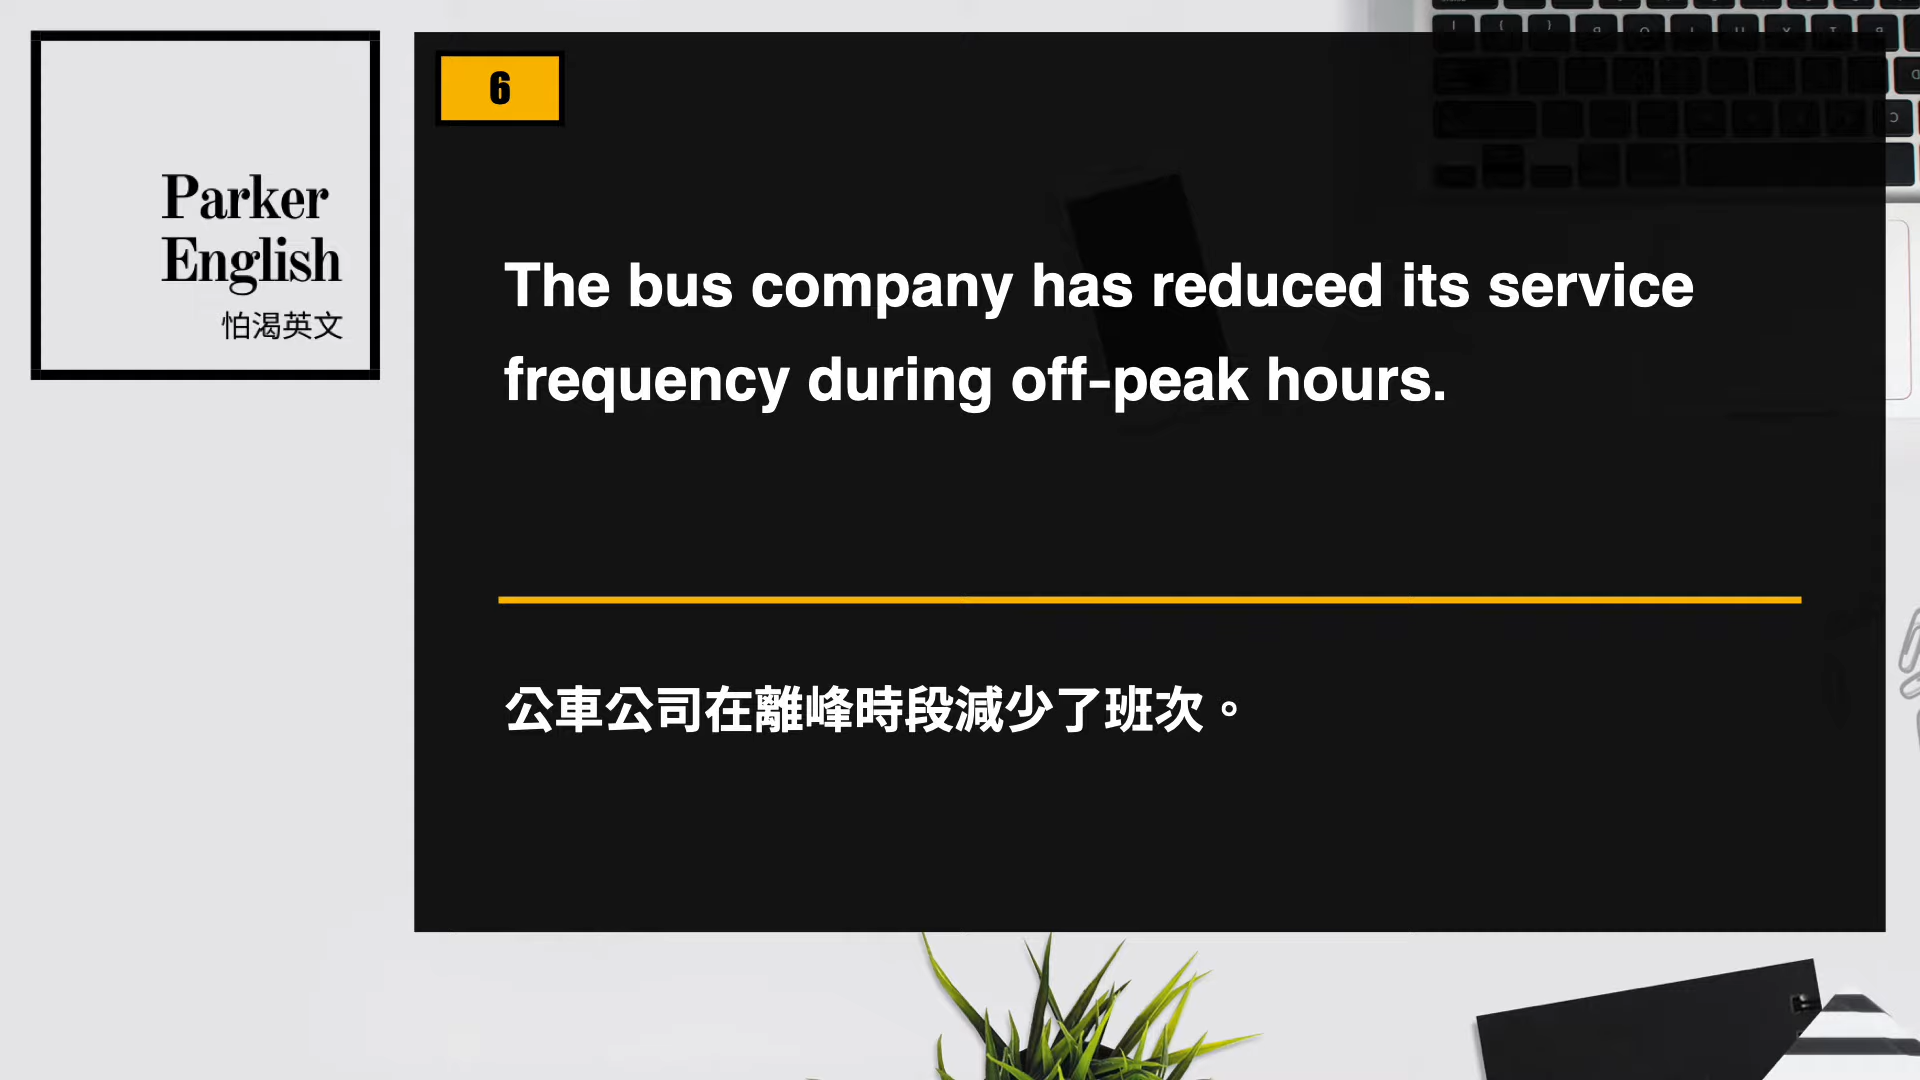 Parker
English
怕渴英文
6
The bus company has reduced its service
frequency during off-peak hours.
公車公司在離峰時段減少了班次。